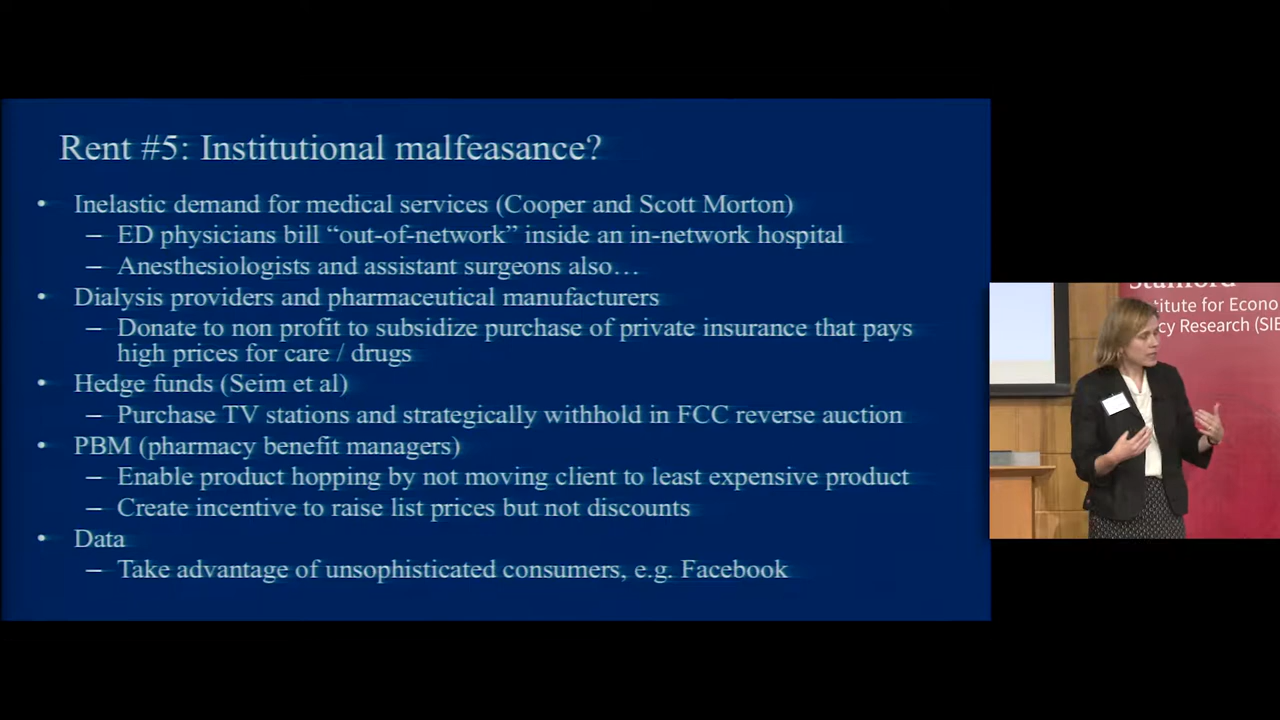 Rent #5: Institutional malfeasance?
• Inelastic demand for medical services (Cooper and Scott Morton)
– ED physicians bill “out-of-network” inside an in-network hospital
– Anesthesiologists and assistant surgeons also…
• Dialysis providers and pharmaceutical manufacturers
– Donate to non profit to subsidize purchase of private insurance that pays
high prices for care / drugs
• Hedge funds (Seim et al)
– Purchase TV stations and strategically withhold in FCC reverse auction
• PBM (pharmacy benefit managers)
– Enable product hopping by not moving client to least expensive product
– Create incentive to raise list prices but not discounts
• Data
– Take advantage of unsophisticated consumers, e.g. Facebook
Stanford
titute for Econo
cy Research (SIE